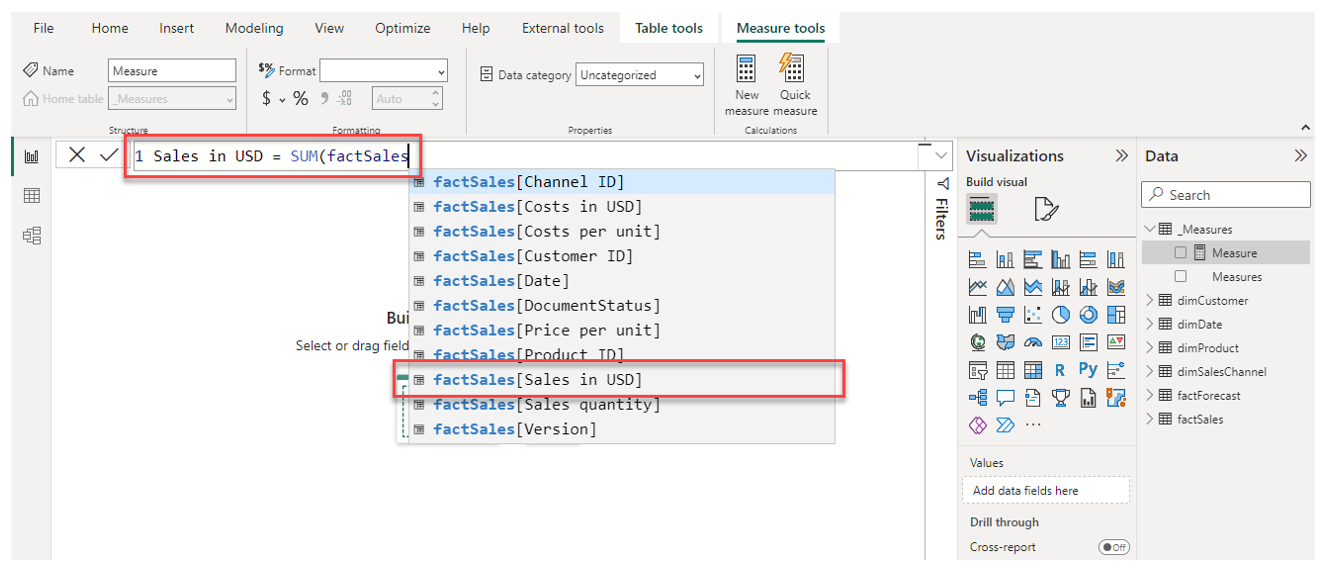 File Home Insert Modeling View Optimize Help External tools Table tools Measure tools
Name Measure
Home table _Measures
Structure
$% Format
$ % 9 .00 Auto
Formatting
Data category Uncategorized
Properties
New measure Quick measure
Calculations
1 Sales in USD = SUM(factSales
factSales[Channel ID]
factSales[Costs in USD]
factSales[Costs per unit]
factSales[Customer ID]
factSales[Date]
factSales[DocumentStatus]
factSales[Price per unit]
factSales[Product ID]
factSales[Sales in USD]
factSales[Sales quantity]
factSales[Version]
Bui
Select or drag field
Filters
Visualizations
Build visual
123
R Py
...
Values
Add data fields here
Drill through
Cross-report Off
Data
Search
_Measures
Measure
Measures
dimCustomer
dimDate
dimProduct
dimSalesChannel
factForecast
factSales